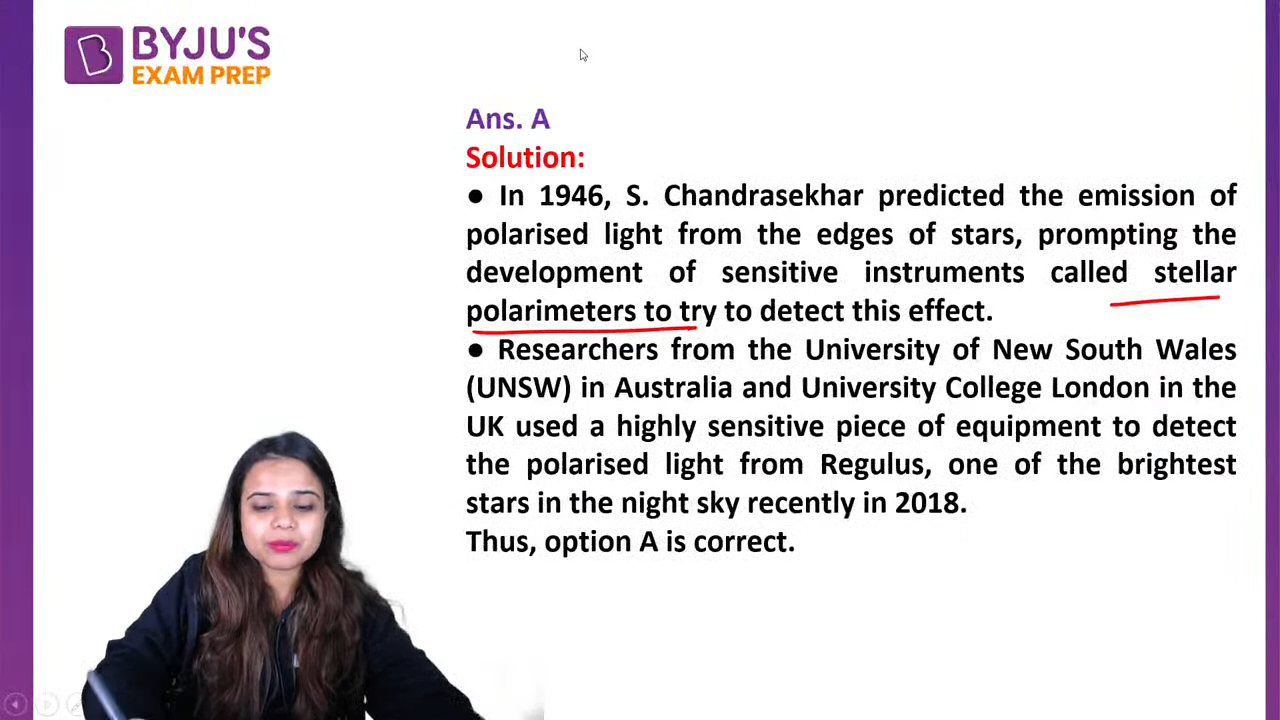 BYJU'S
EXAM PREP
Ans. A
Solution:
● In 1946, S. Chandrasekhar predicted the emission of
polarised light from the edges of stars, prompting the
development of sensitive instruments called stellar
polarimeters to try to detect this effect.
● Researchers from the University of New South Wales
(UNSW) in Australia and University College London in the
UK used a highly sensitive piece of equipment to detect
the polarised light from Regulus, one of the brightest
stars in the night sky recently in 2018.
Thus, option A is correct.